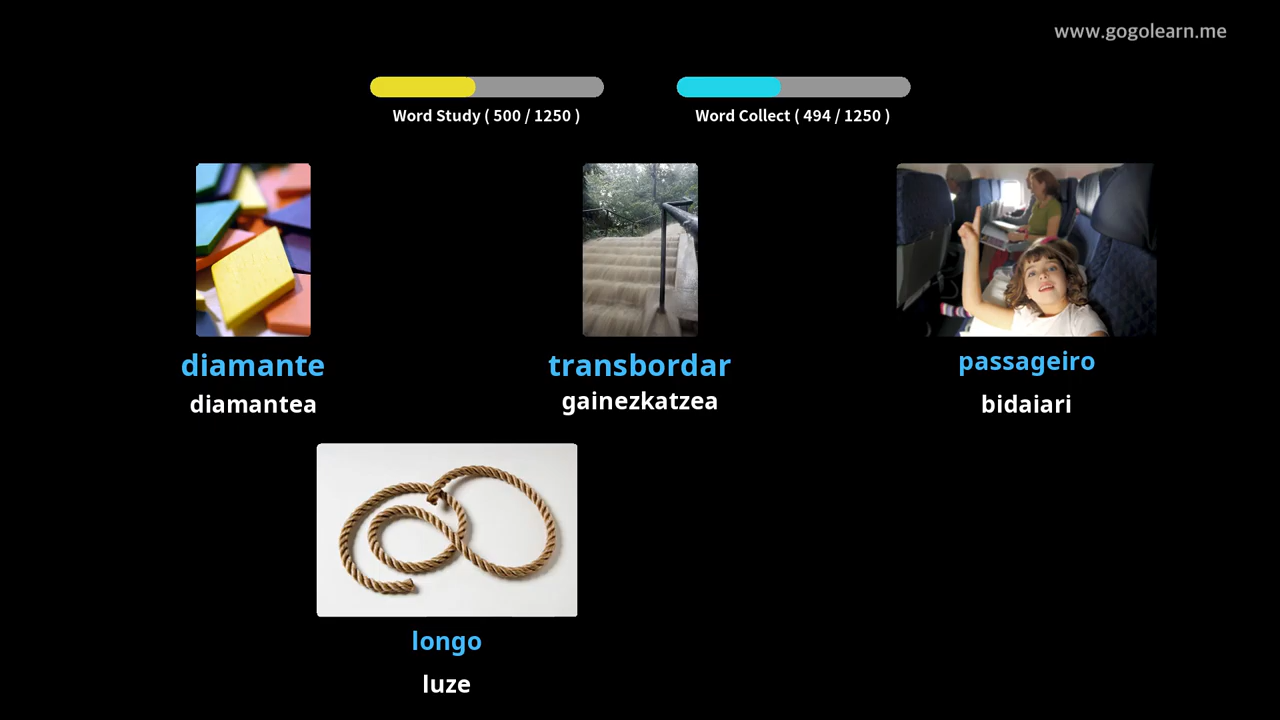 www.gogolearn.me
Word Study ( 500 / 1250 )
Word Collect ( 494 / 1250 )
diamante
diamantea
transbordar
gainezkatzea
passageiro
bidaiari
longo
luze